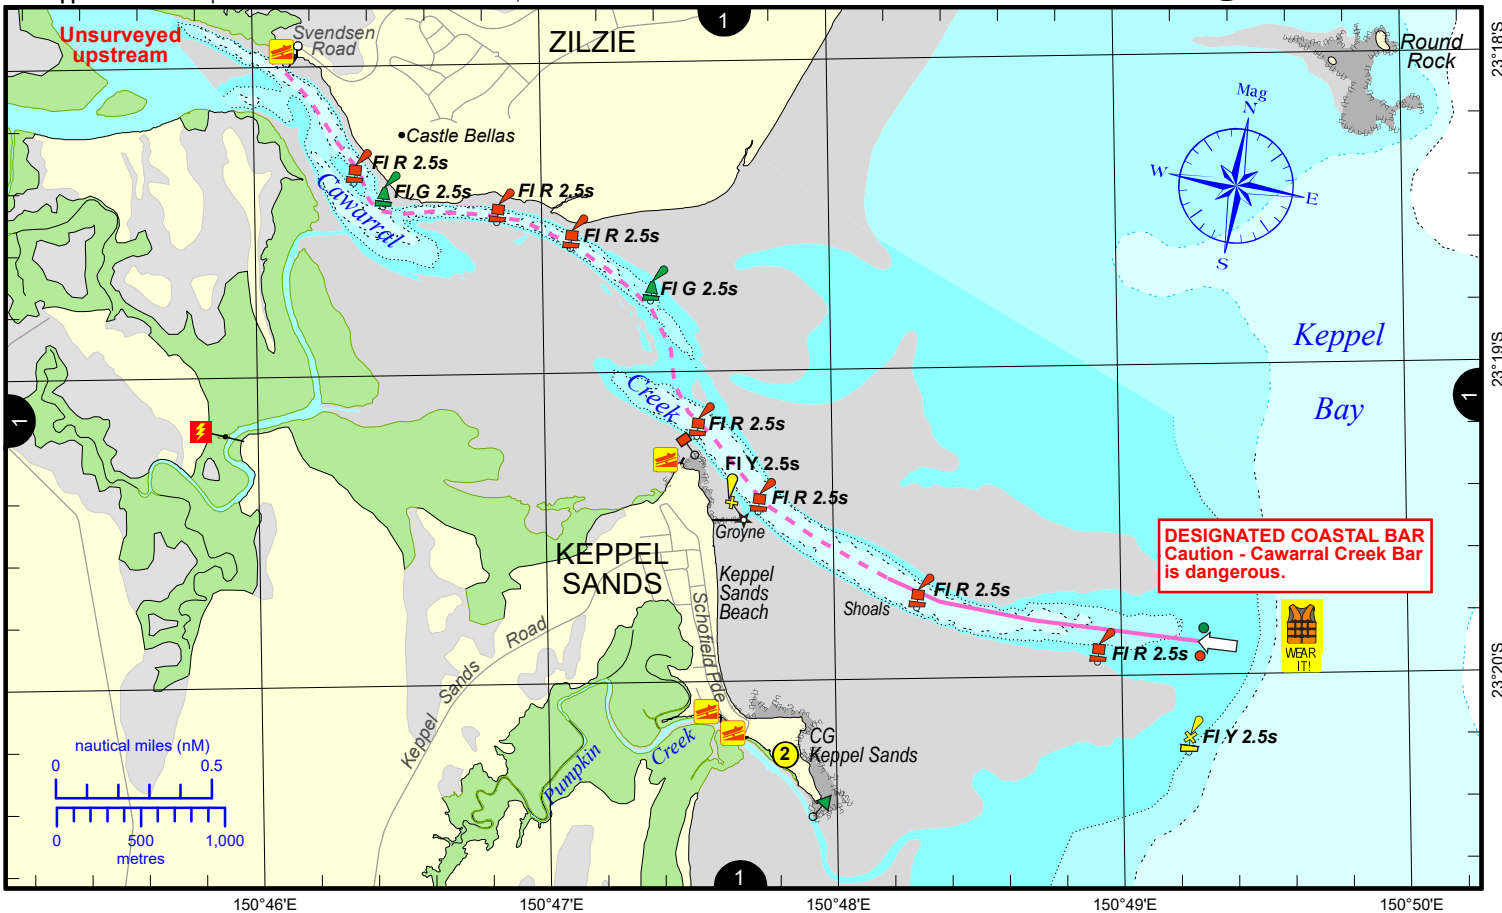 1
Unsurveyed
upstream
Svendsen
Road
ZILZIE
Round
Rock
23°18'S
Mag
N
W
E
S
Castle Bellas
Fl R 2.5s
Fl G 2.5s
Fl R 2.5s
Fl R 2.5s
Cawarral
Fl G 2.5s
Keppel
Bay
23°19'S
1
1
Creek
Fl R 2.5s
Fl Y 2.5s
Fl R 2.5s
Groyne
DESIGNATED COASTAL BAR
Caution - Cawarral Creek Bar
is dangerous.
KEPPEL
SANDS
Keppel
Sands
Beach
Schofield Pde
Shoals
Fl R 2.5s
Fl R 2.5s
WEAR
IT!
Keppel Sands Road
23°20'S
Fl Y 2.5s
Pumpkin
Creek
2
CG
Keppel Sands
nautical miles (nM)
0 0.5
0 500 1,000
metres
1
150°46'E 150°47'E 150°48'E 150°49'E 150°50'E